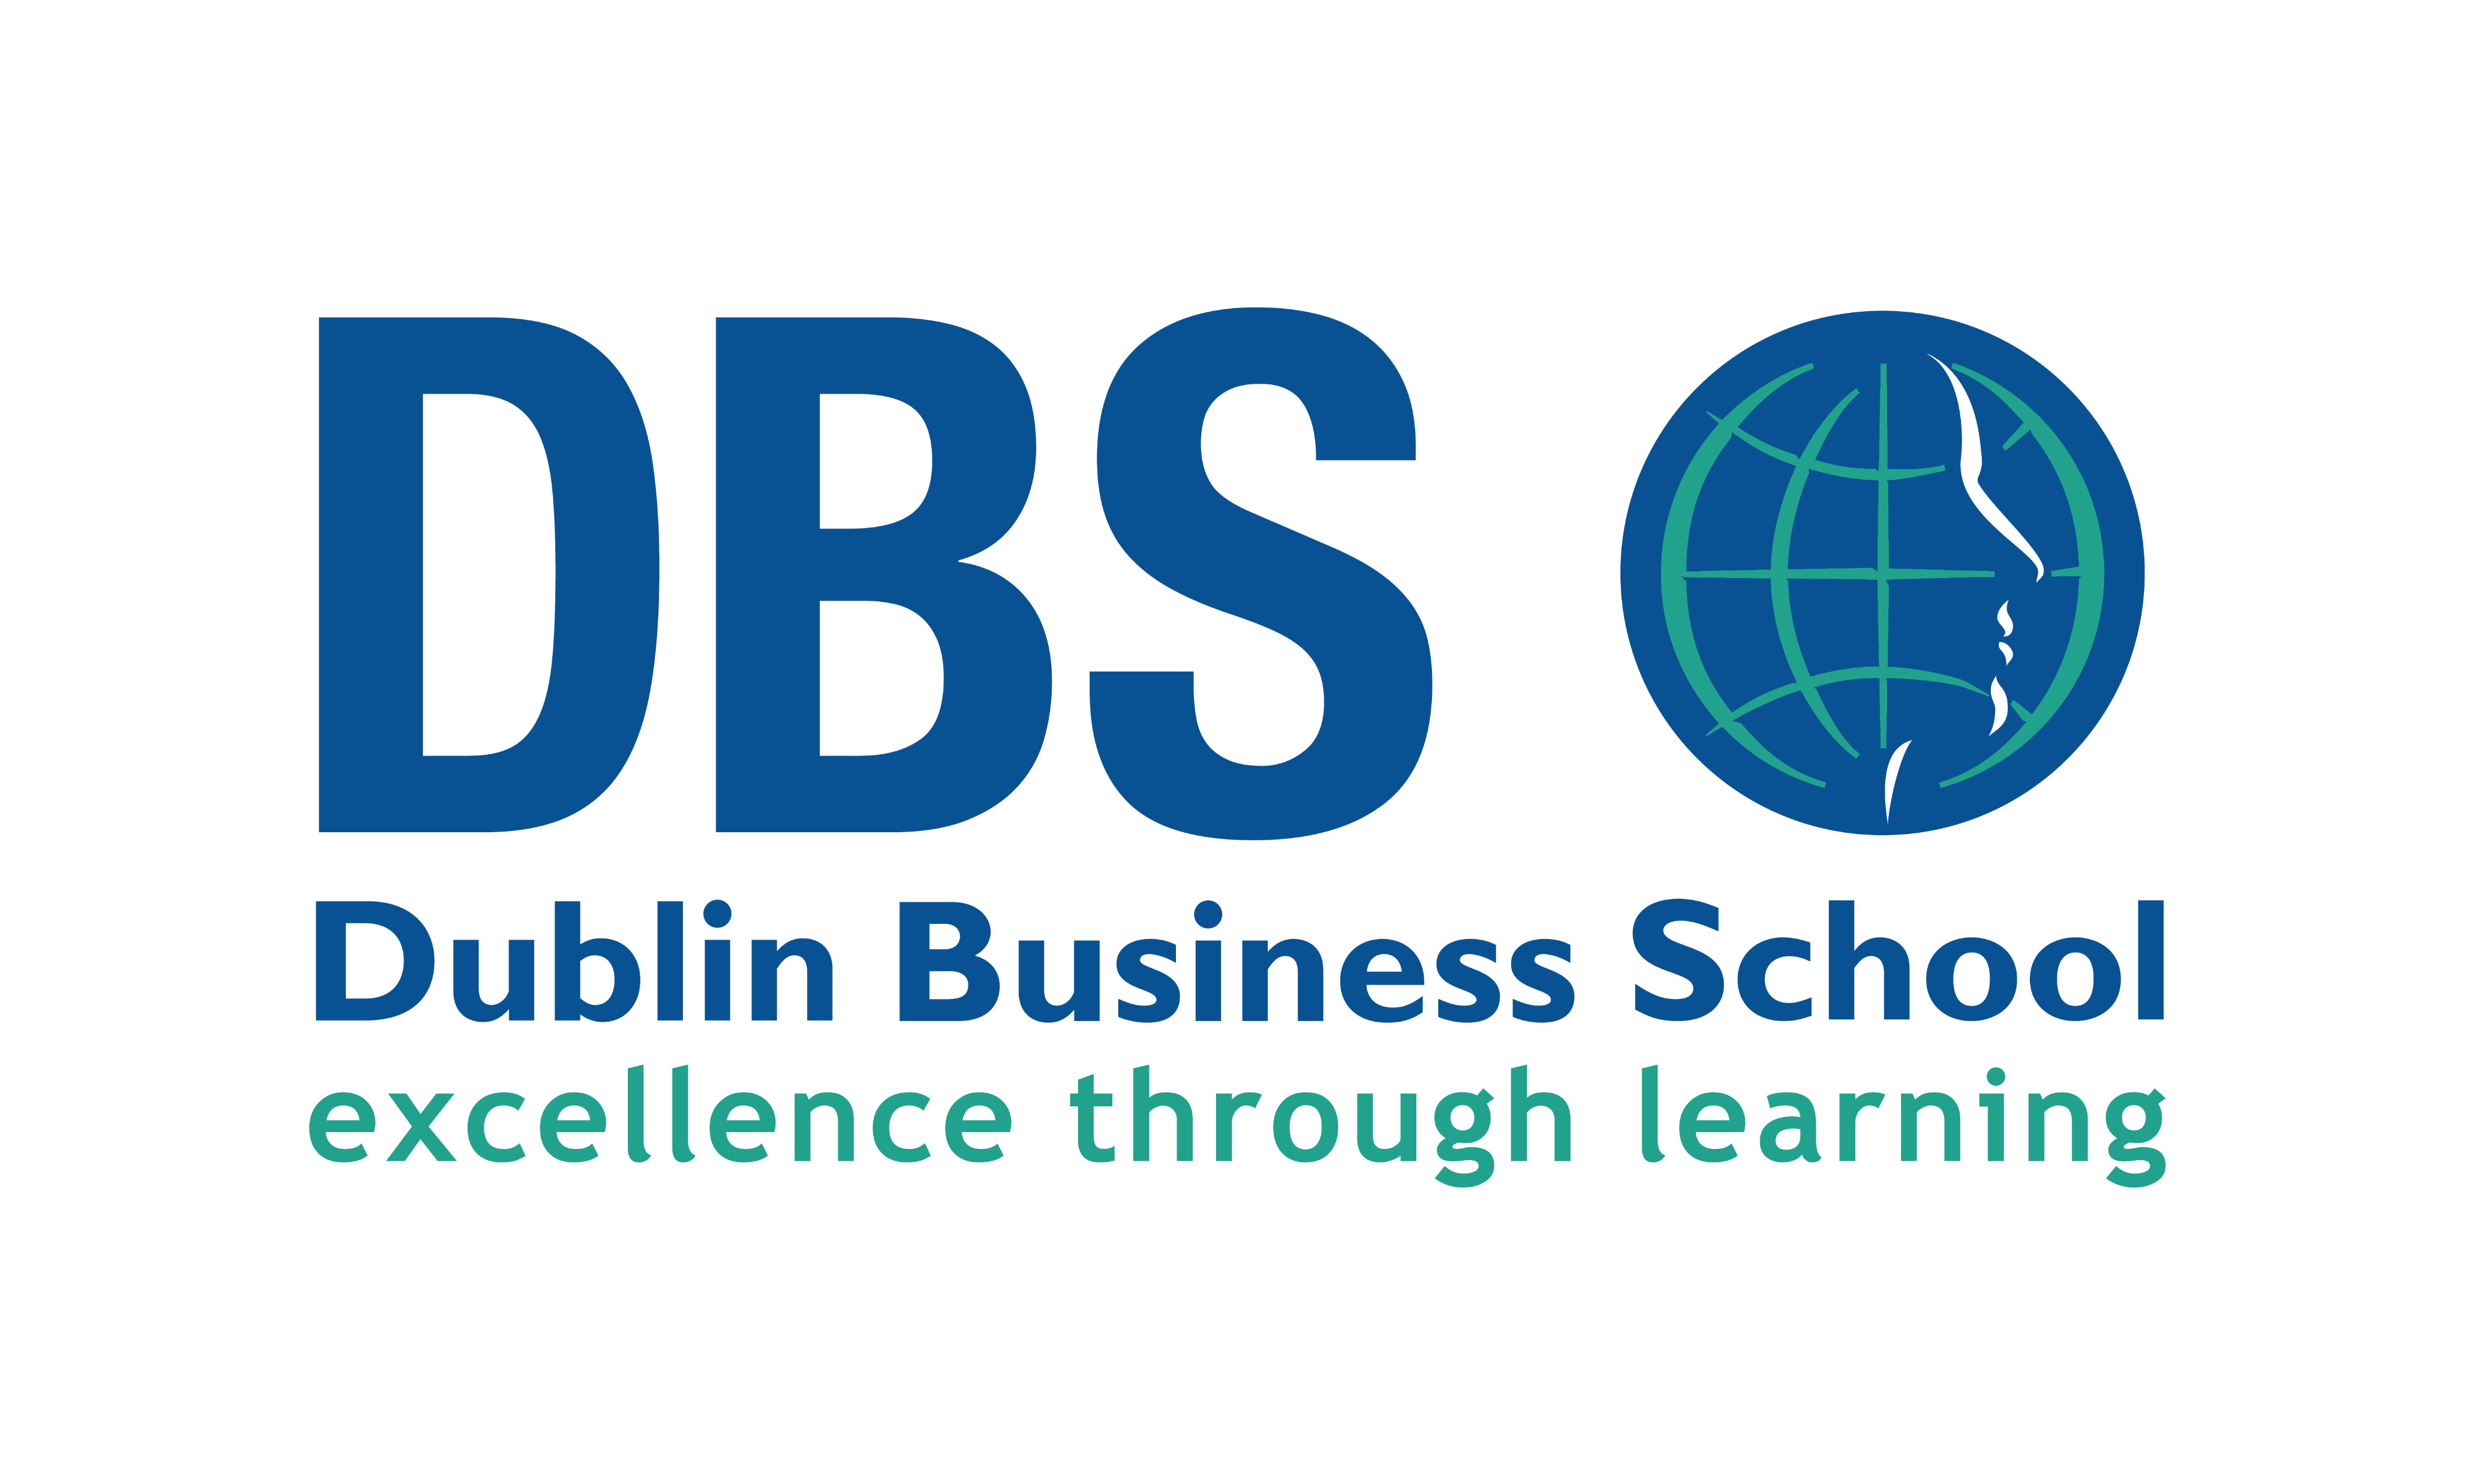 DBS
Dublin Business School
excellence through learning